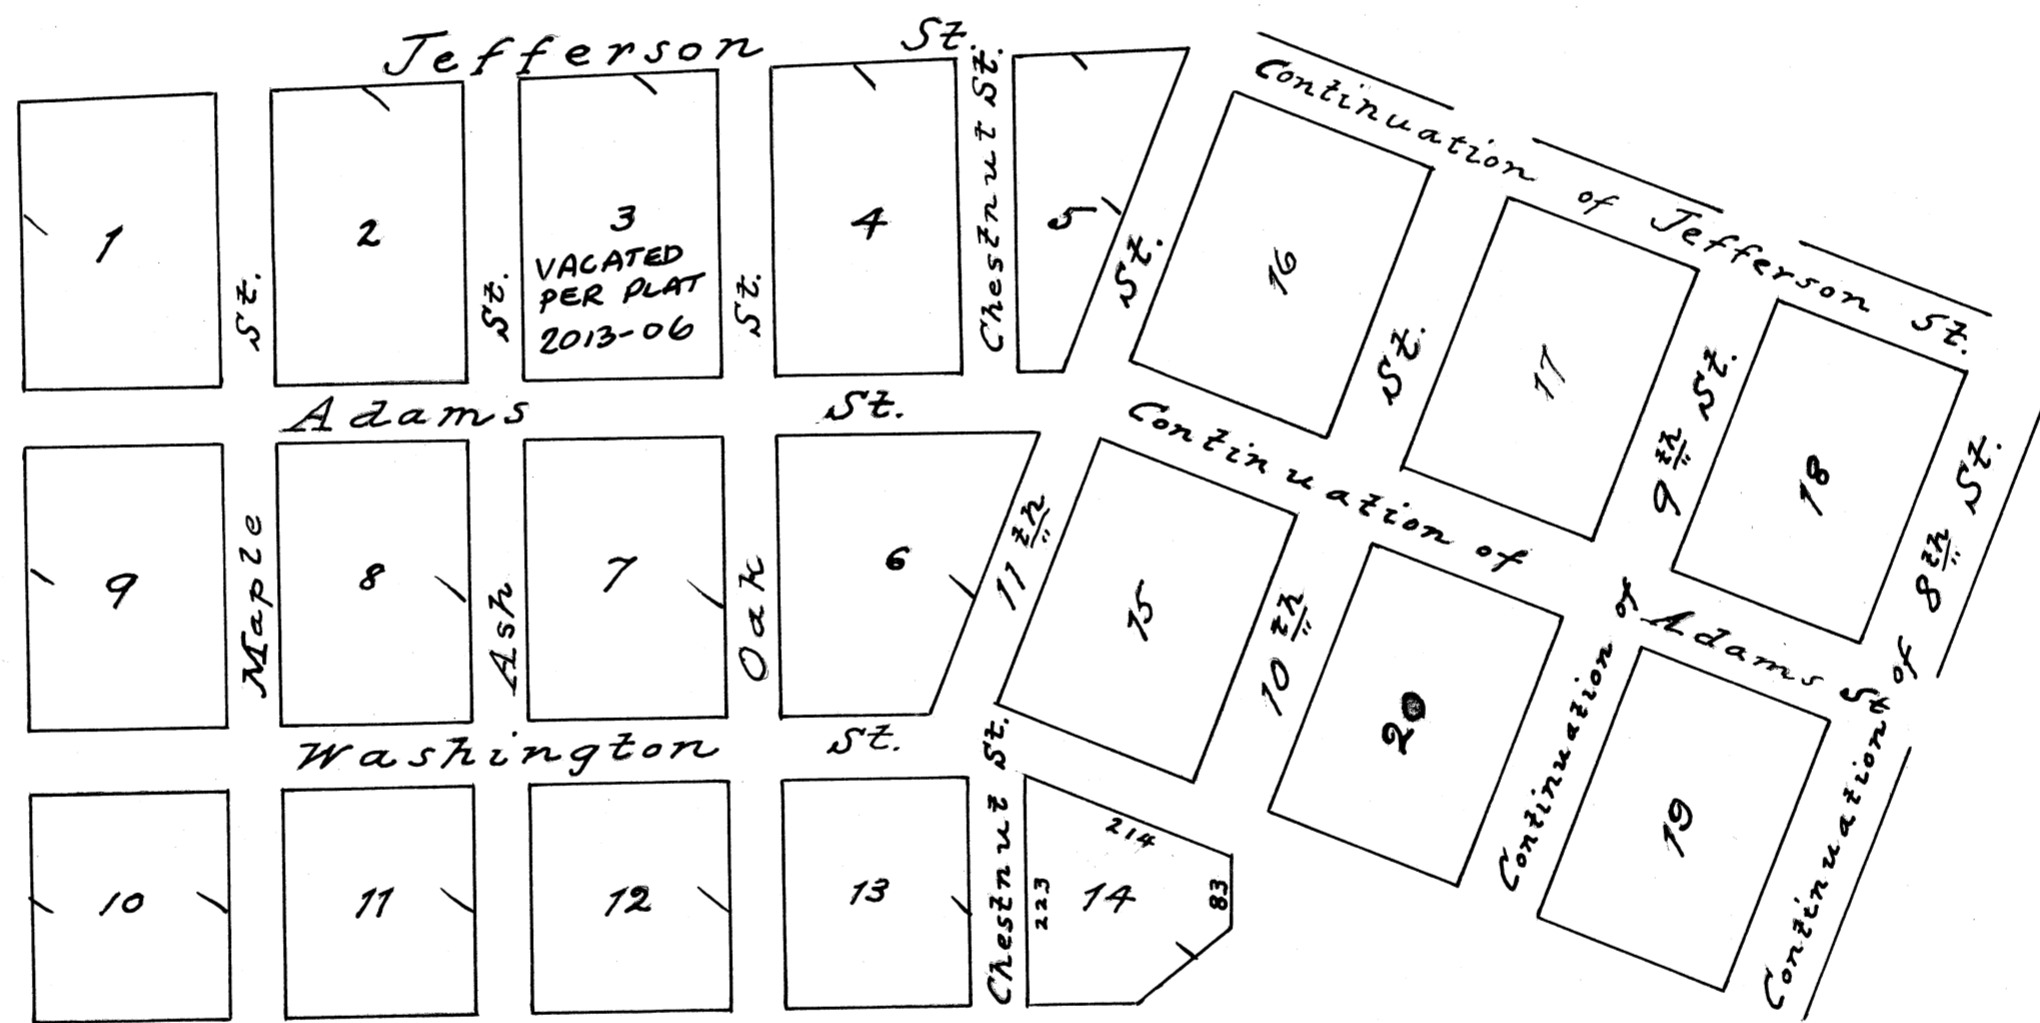 Jefferson St.
Continuation of Jefferson St.
1
2
3
VACATED
PER PLAT
2013-06
4
5
16
17
18
St.
St.
St.
Chestnut St.
St.
St.
9th St.
St.
Adams St.
Continuation of Adams St
9
Maple
8
Ash
7
Oak
6
11th
15
10th
20
Continuation of
19
Continuation of 8th
Washington St.
10
11
12
13
Chestnut St.
14
214
223
83